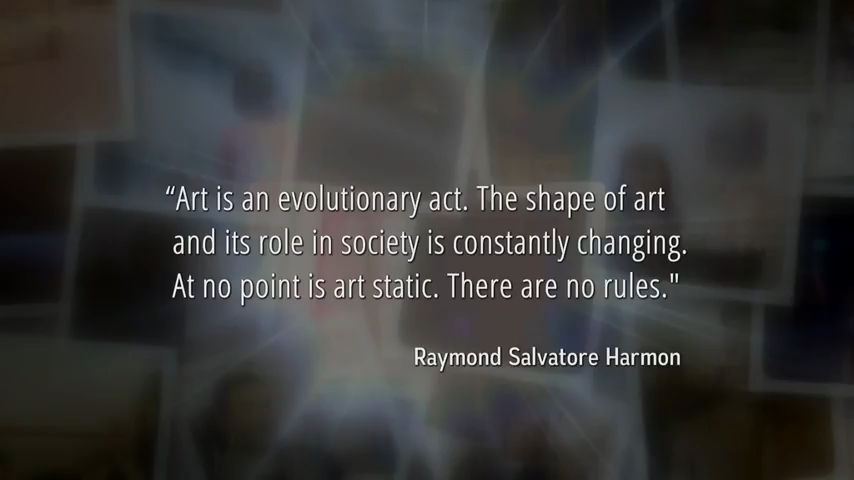 “Art is an evolutionary act. The shape of art
and its role in society is constantly changing.
At no point is art static. There are no rules."
Raymond Salvatore Harmon